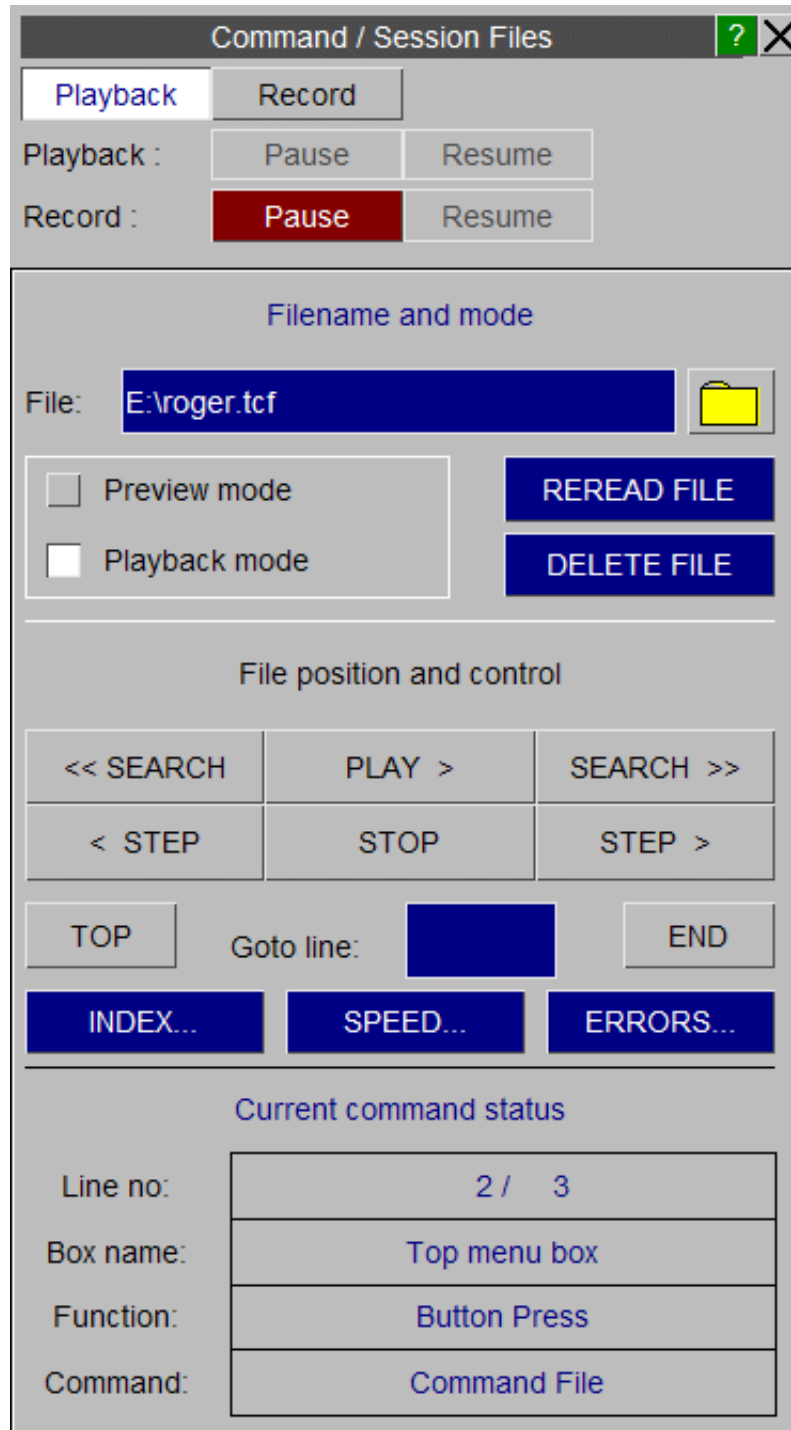 Command / Session Files ? X
Playback Record
Playback : Pause Resume
Record : Pause Resume
Filename and mode
File: E:\roger.tcf
Preview mode REREAD FILE
Playback mode DELETE FILE
File position and control
<< SEARCH PLAY > SEARCH >>
< STEP STOP STEP >
TOP Goto line: END
INDEX... SPEED... ERRORS...
Current command status
Line no: 2 / 3
Box name: Top menu box
Function: Button Press
Command: Command File